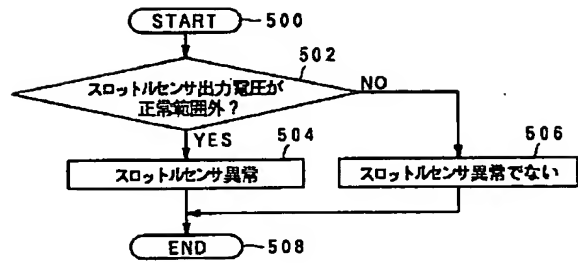 START
500
502
スロットルセンサ出力電圧が
正常範囲外？
NO
YES
504
506
スロットルセンサ異常
スロットルセンサ異常でない
END
508